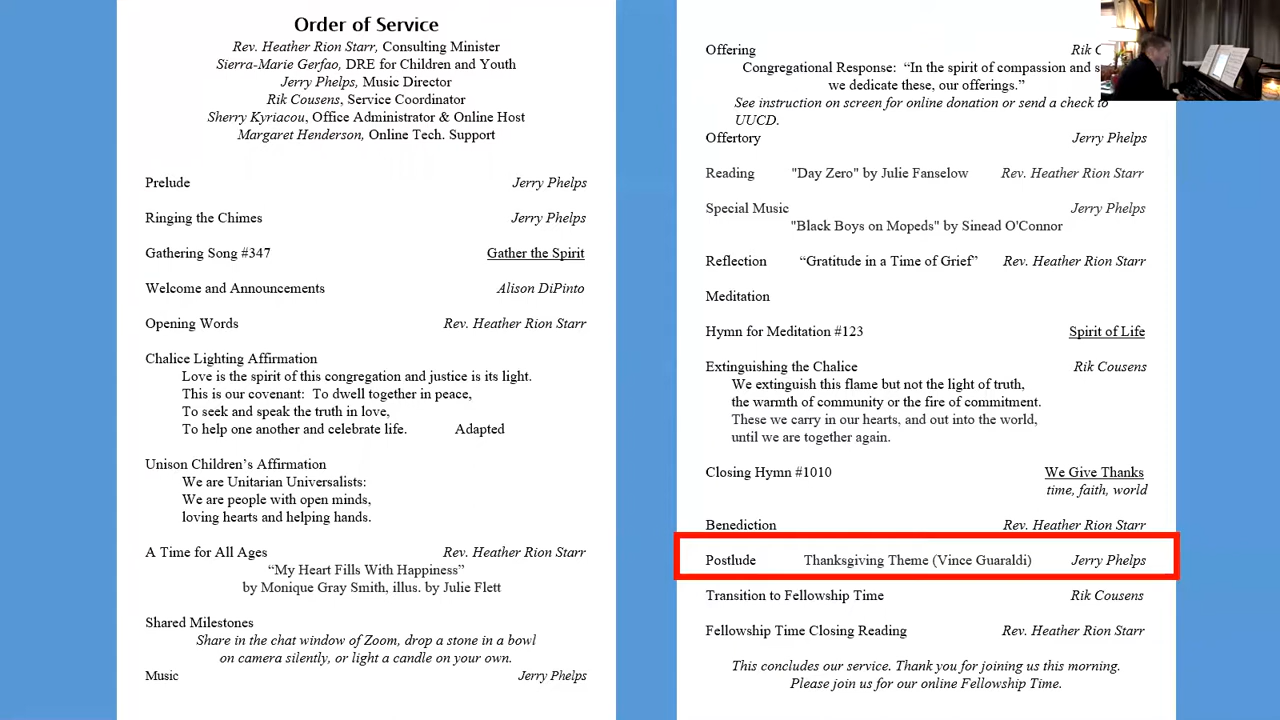 Order of Service
Rev. Heather Rion Starr, Consulting Minister
Sierra-Marie Gerfao, DRE for Children and Youth
Jerry Phelps, Music Director
Rik Cousens, Service Coordinator
Sherry Kyriacou, Office Administrator & Online Host
Margaret Henderson, Online Tech. Support
Prelude Jerry Phelps
Ringing the Chimes Jerry Phelps
Gathering Song #347 Gather the Spirit
Welcome and Announcements Alison DiPinto
Opening Words Rev. Heather Rion Starr
Chalice Lighting Affirmation
Love is the spirit of this congregation and justice is its light.
This is our covenant: To dwell together in peace,
To seek and speak the truth in love,
To help one another and celebrate life. Adapted
Unison Children's Affirmation
We are Unitarian Universalists:
We are people with open minds,
loving hearts and helping hands.
A Time for All Ages Rev. Heather Rion Starr
“My Heart Fills With Happiness”
by Monique Gray Smith, illus. by Julie Flett
Shared Milestones
Share in the chat window of Zoom, drop a stone in a bowl
on camera silently, or light a candle on your own.
Music Jerry Phelps
Offering Rik
Congregational Response: “In the spirit of compassion and
we dedicate these, our offerings.”
See instruction on screen for online donation or send a check to
UUCD.
Offertory Jerry Phelps
Reading "Day Zero" by Julie Fanselow Rev. Heather Rion Starr
Special Music Jerry Phelps
"Black Boys on Mopeds" by Sinead O'Connor
Reflection “Gratitude in a Time of Grief” Rev. Heather Rion Starr
Meditation
Hymn for Meditation #123 Spirit of Life
Extinguishing the Chalice Rik Cousens
We extinguish this flame but not the light of truth,
the warmth of community or the fire of commitment.
These we carry in our hearts, and out into the world,
until we are together again.
Closing Hymn #1010 We Give Thanks
time, faith, world
Benediction Rev. Heather Rion Starr
Postlude Thanksgiving Theme (Vince Guaraldi) Jerry Phelps
Transition to Fellowship Time Rik Cousens
Fellowship Time Closing Reading Rev. Heather Rion Starr
This concludes our service. Thank you for joining us this morning.
Please join us for our online Fellowship Time.